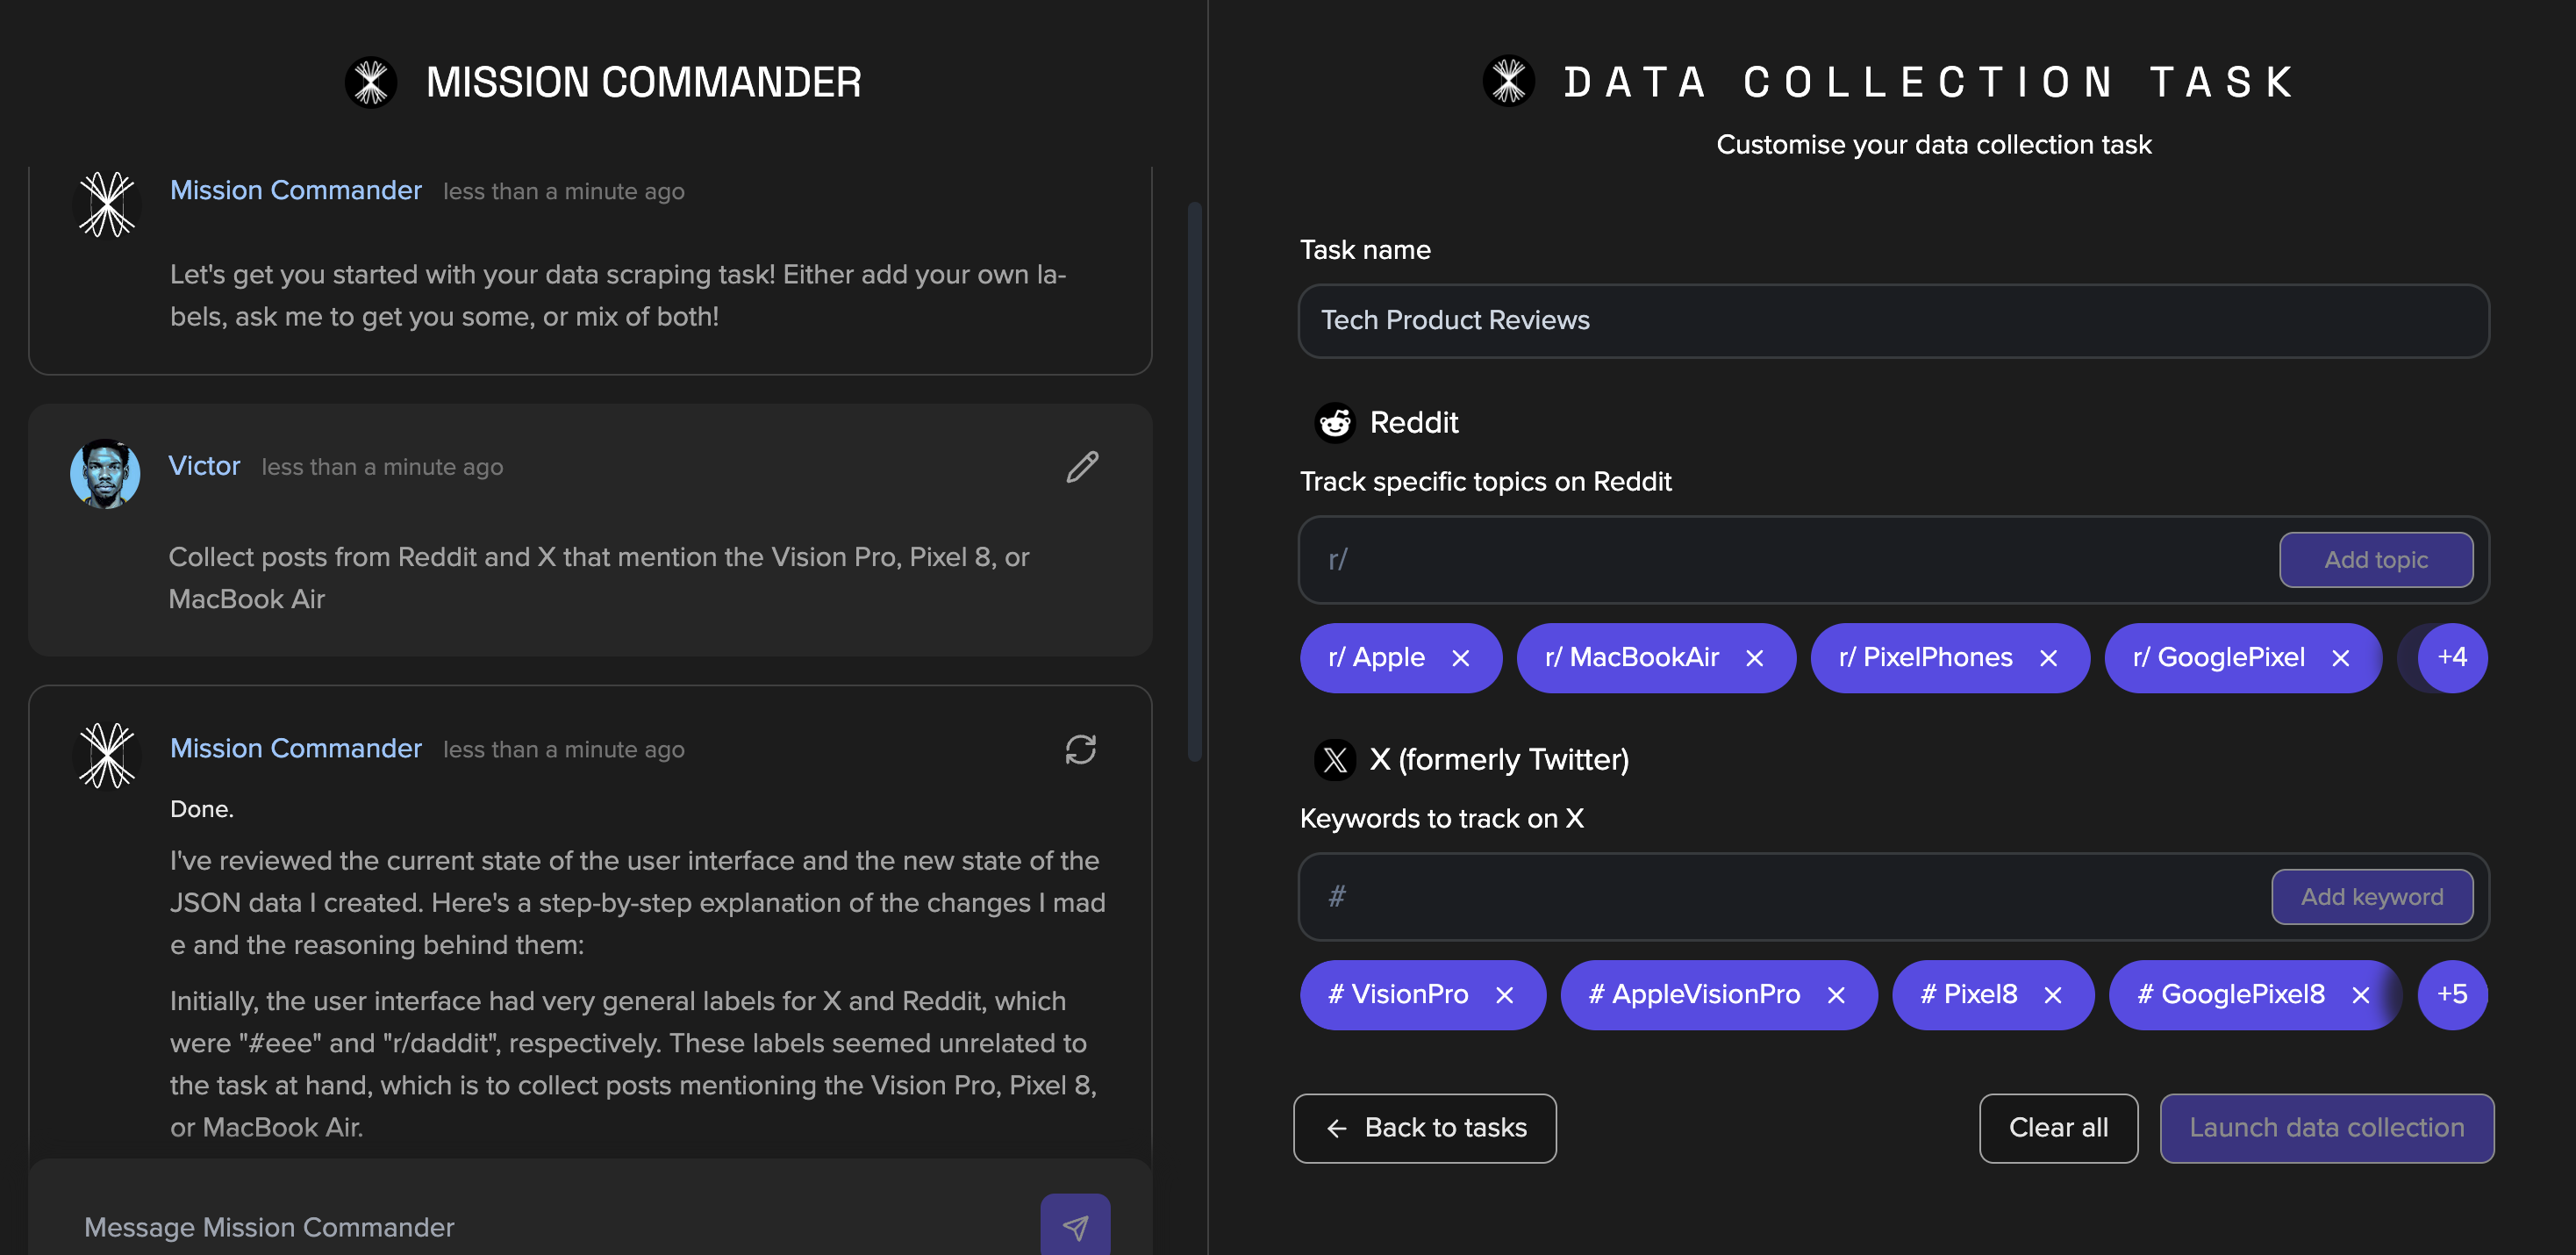 MISSION COMMANDER
Mission Commander less than a minute ago
Let's get you started with your data scraping task! Either add your own la-
bels, ask me to get you some, or mix of both!
Victor less than a minute ago
Collect posts from Reddit and X that mention the Vision Pro, Pixel 8, or
MacBook Air
Mission Commander less than a minute ago
Done.
I've reviewed the current state of the user interface and the new state of the
JSON data I created. Here's a step-by-step explanation of the changes I mad
e and the reasoning behind them:
Initially, the user interface had very general labels for X and Reddit, which
were "#eee" and "r/daddit", respectively. These labels seemed unrelated to
the task at hand, which is to collect posts mentioning the Vision Pro, Pixel 8,
or MacBook Air.
Message Mission Commander
DATA COLLECTION TASK
Customise your data collection task
Task name
Tech Product Reviews
Reddit
Track specific topics on Reddit
r/ Add topic
r/ Apple r/ MacBookAir r/ PixelPhones r/ GooglePixel +4
X (formerly Twitter)
Keywords to track on X
# Add keyword
# VisionPro # AppleVisionPro # Pixel8 # GooglePixel8 +5
Back to tasks Clear all Launch data collection